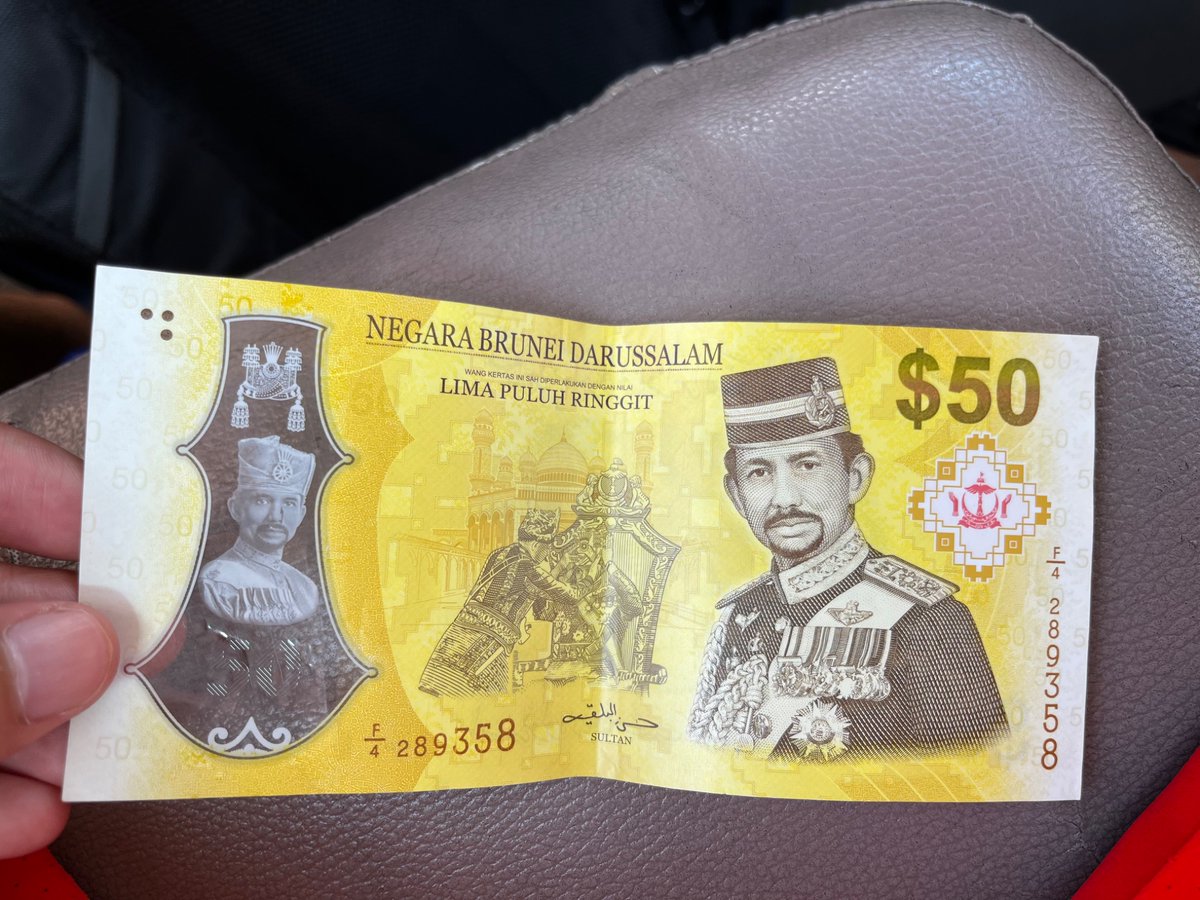 NEGARA BRUNEI DARUSSALAM
WANG KERTAS INI SAH DIPERLAKUKAN DENGAN NILAI
LIMA PULUH RINGGIT
$50
50
F/4 289358
SULTAN
F/4 289358